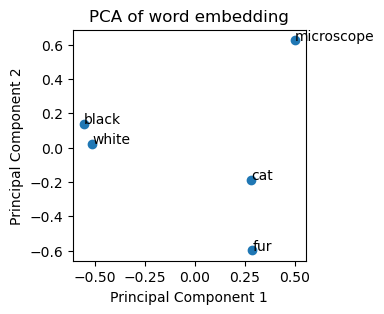 PCA of word embedding
microscope
0.6
0.4
0.2
black
white
0.0
cat
−0.2
−0.4
fur
−0.6
Principal Component 2
−0.50
−0.25
0.00
0.25
0.50
Principal Component 1